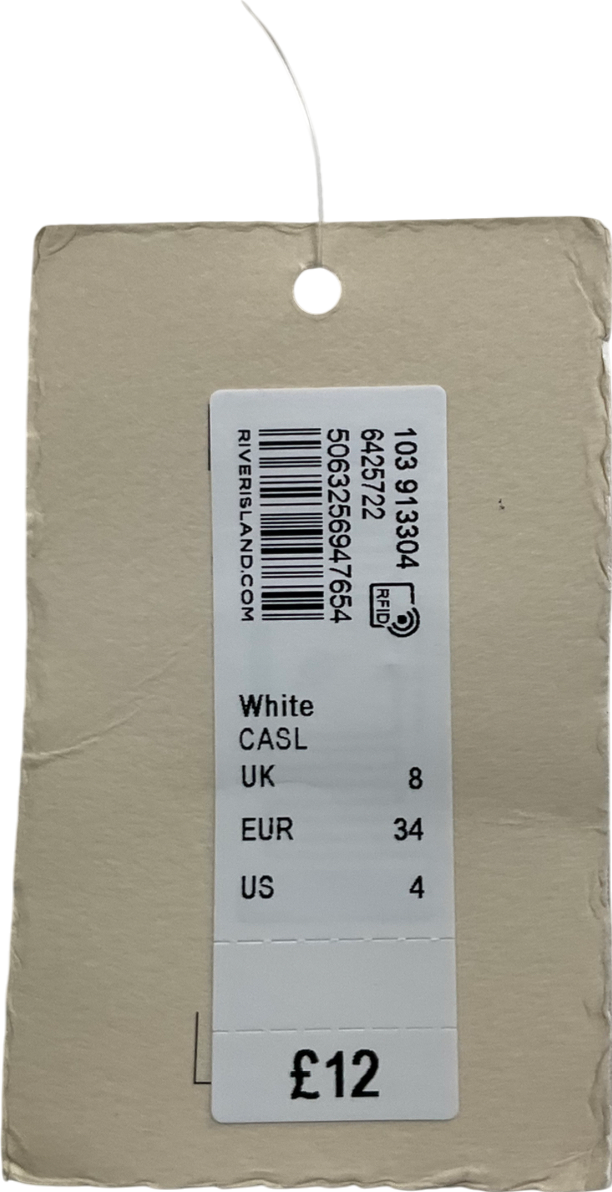 103 913304
6425722
5063256947654
RIVERISLAND.COM
RFID
White
CASL
UK 8
EUR 34
US 4
£12